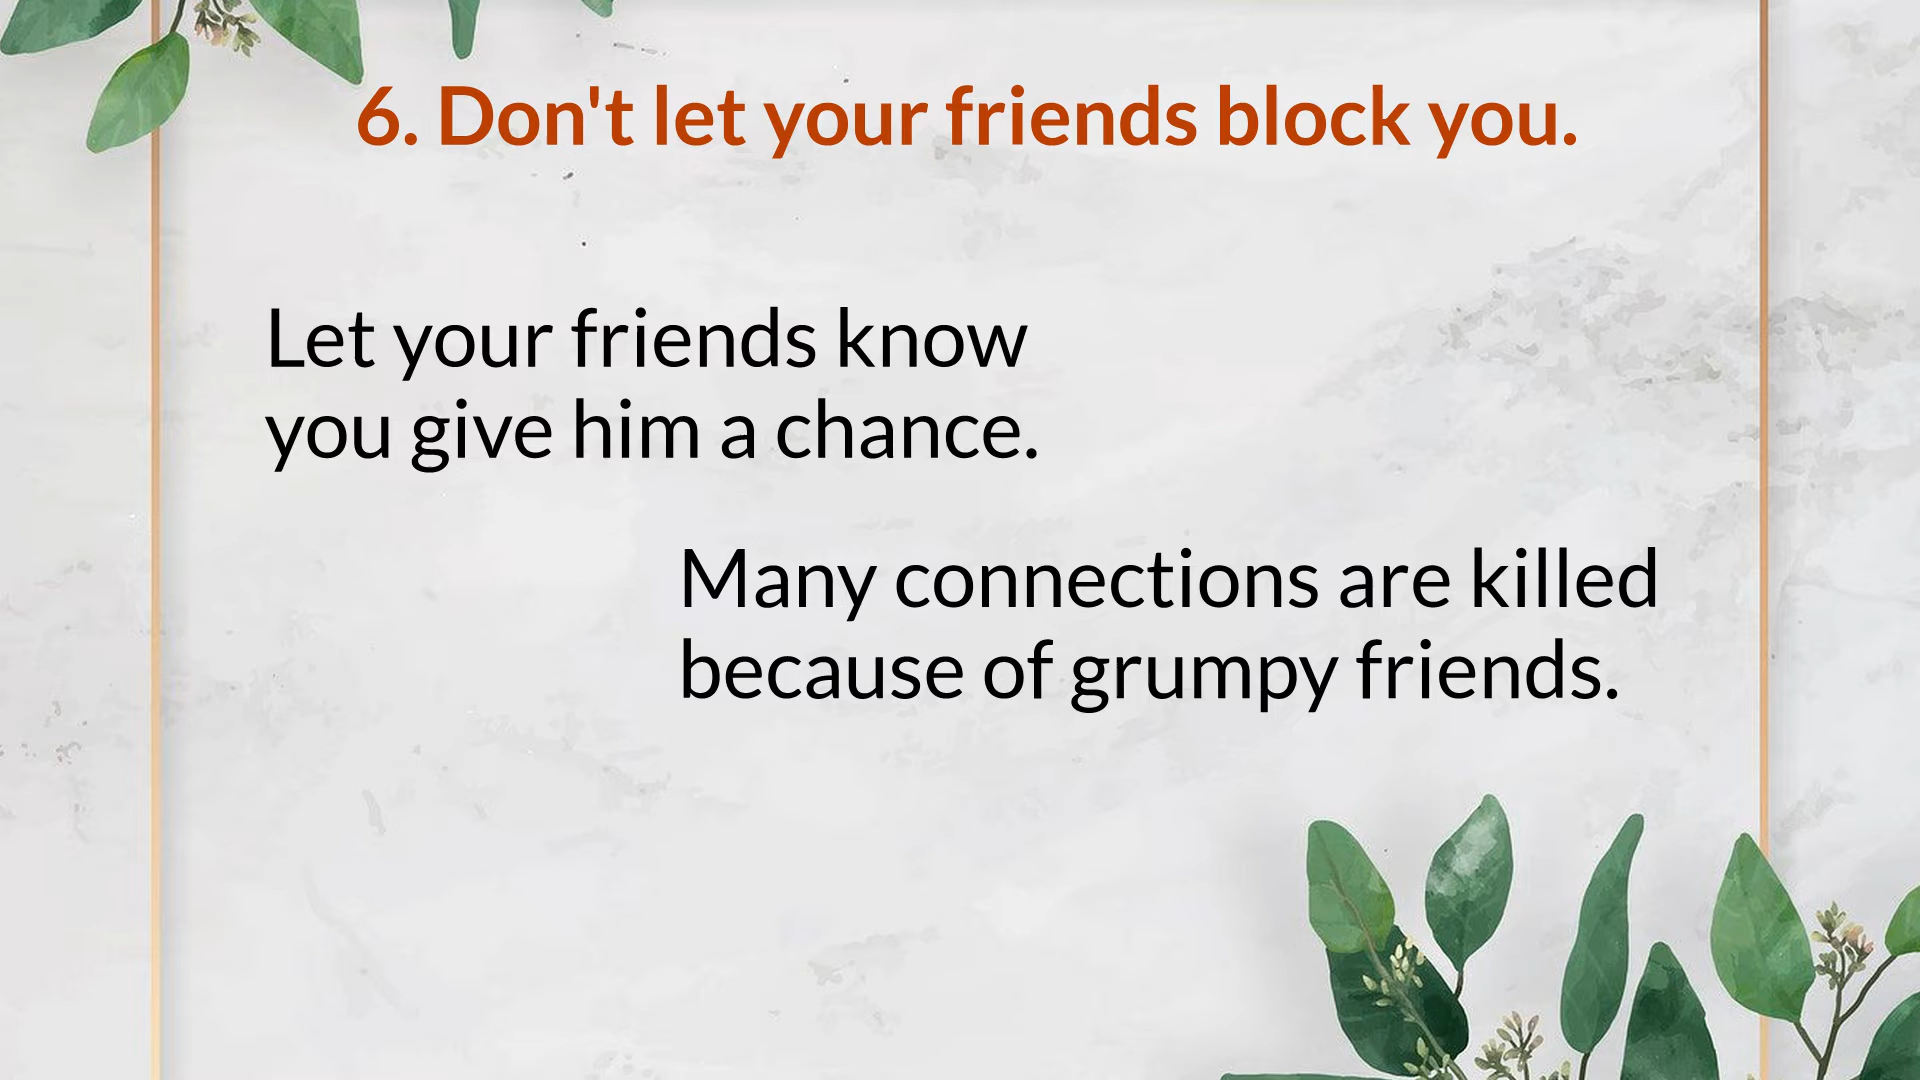 6. Don't let your friends block you.
Let your friends know
you give him a chance.
Many connections are killed
because of grumpy friends.